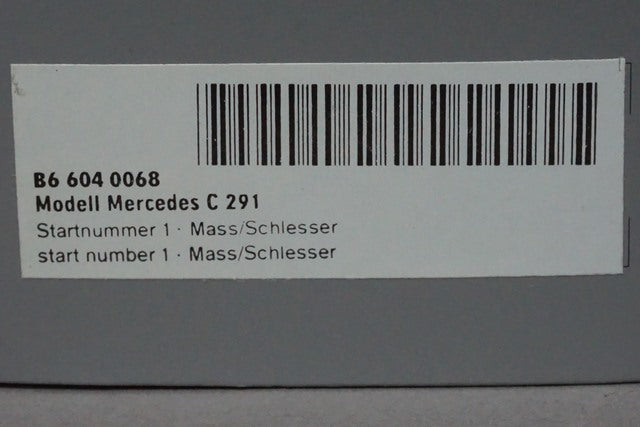 B6 604 0068
Modell Mercedes C 291
Startnummer 1 · Mass/Schlesser
start number 1 · Mass/Schlesser